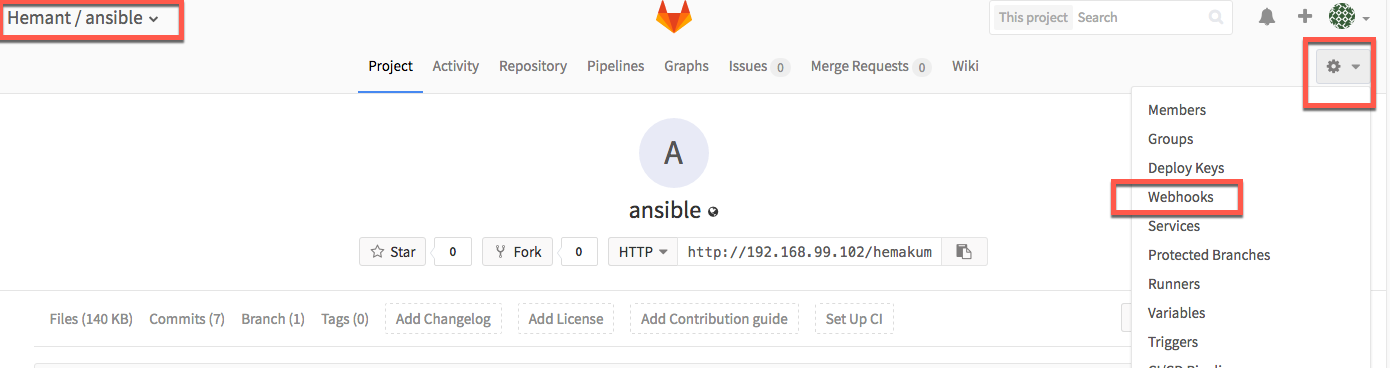 Hemant / ansible
This project Search
Project Activity Repository Pipelines Graphs Issues 0 Merge Requests 0 Wiki
Members
Groups
Deploy Keys
Webhooks
Services
Protected Branches
Runners
Variables
Triggers
A
ansible
Star 0 Fork 0 HTTP http://192.168.99.102/hemakum
Files (140 KB) Commits (7) Branch (1) Tags (0) Add Changelog Add License Add Contribution guide Set Up CI